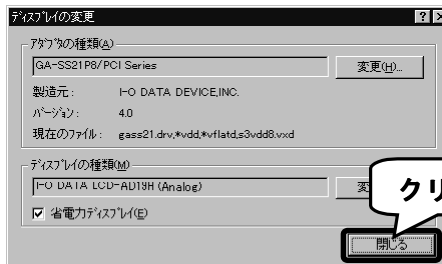 ディスプレイの変更
アダプタの種類(A)
GA-SS21P8/PCI Series
変更(H)...
製造元： I-O DATA DEVICE,INC.
バージョン： 4.0
現在のファイル： gass21.drv,*vdd,*vflatd,s3vdd8.vxd
ディスプレイの種類(M)
I-O DATA LCD-AD19H (Analog)
省電力ディスプレイ(E)
クリ
閉じる